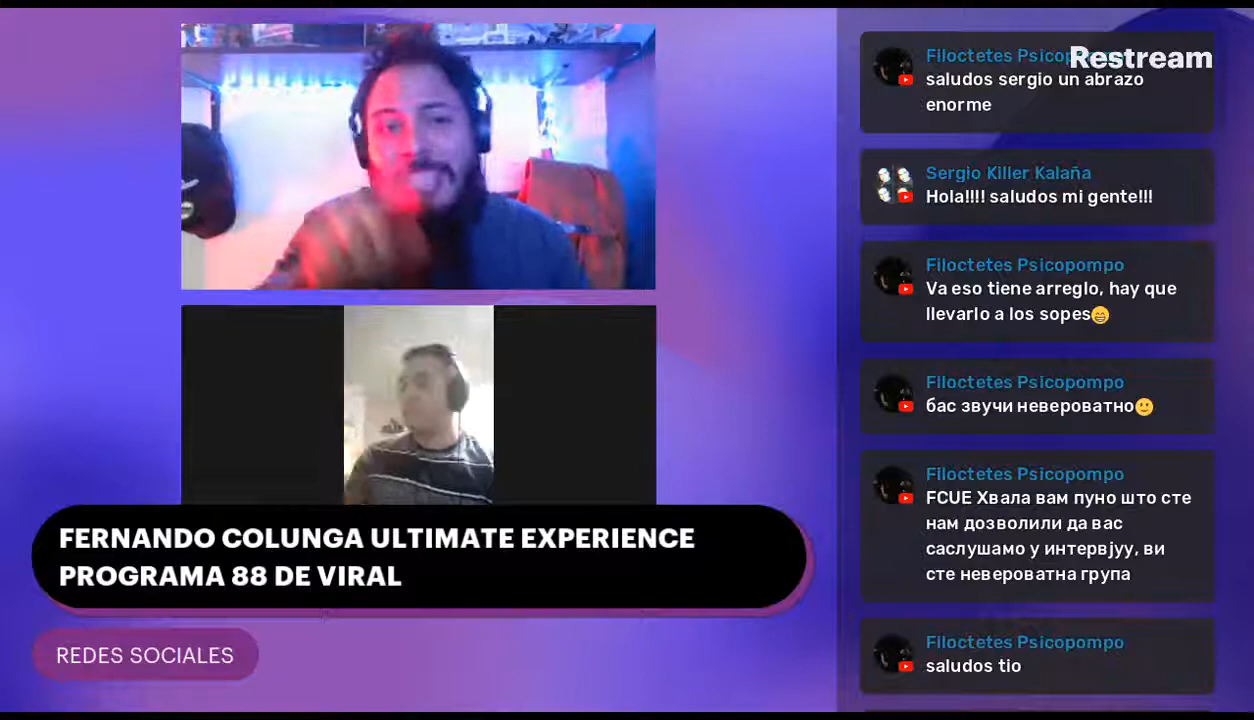 FERNANDO COLUNGA ULTIMATE EXPERIENCE
PROGRAMA 88 DE VIRAL
REDES SOCIALES
Restream
Filoctetes Psicopompo
saludos sergio un abrazo
enorme
Sergio Killer Kalaña
Hola!!!! saludos mi gente!!!
Filoctetes Psicopompo
Va eso tiene arreglo, hay que
llevarlo a los sopes😁
Filoctetes Psicopompo
бас звучи невероватно🙂
Filoctetes Psicopompo
FCUE Хвала вам пуно што сте
нам дозволили да вас
саслушамо у интервјуу, ви
сте невероватна група
Filoctetes Psicopompo
saludos tio